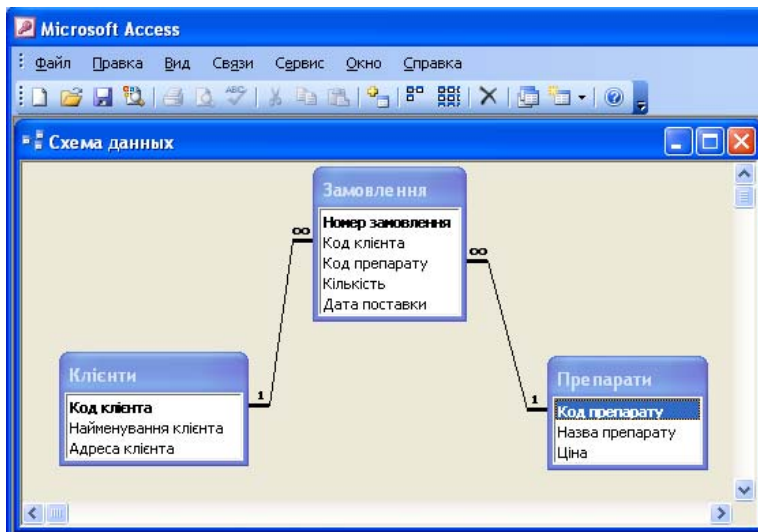 Microsoft Access
Файл Правка Вид Связи Сервис Окно Справка
Схема данных
Замовлення
Номер замовлення
Код клієнта
Код препарату
Кількість
Дата поставки
∞
∞
Клієнти
Код клієнта
Найменування клієнта
Адреса клієнта
1
1
Препарати
Код препарату
Назва препарату
Ціна